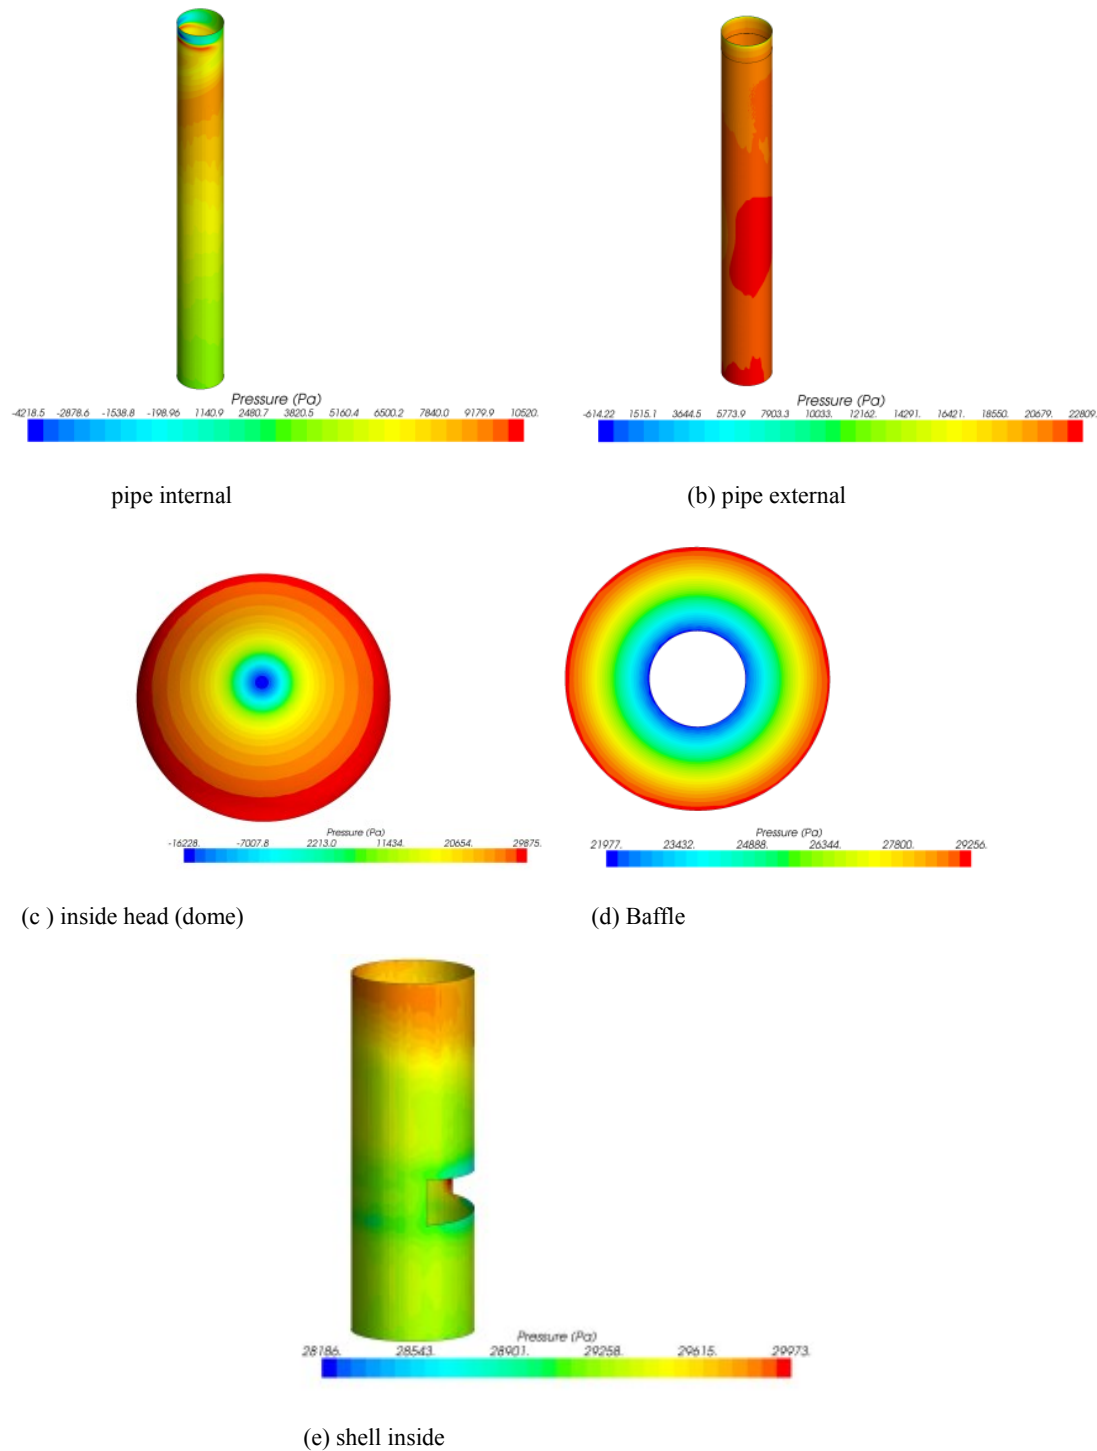 Pressure (Pa)
-4218.5 -2878.6 -1538.8 -198.96 1140.9 2480.7 3820.5 5160.4 6500.2 7840.0 9179.9 10520.
Pressure (Pa)
-614.22 1515.1 3644.5 5773.9 7903.3 10033. 12162. 14291. 16421. 18550. 20679. 22809.
pipe internal
(b) pipe external
Pressure (Pa)
-16228. -7007.8 2213.0 11434. 20654. 29875.
Pressure (Pa)
21977. 23432. 24888. 26344. 27800. 29256.
(c ) inside head (dome)
(d) Baffle
Pressure (Pa)
28186. 28543. 28901. 29258. 29615. 29973.
(e) shell inside